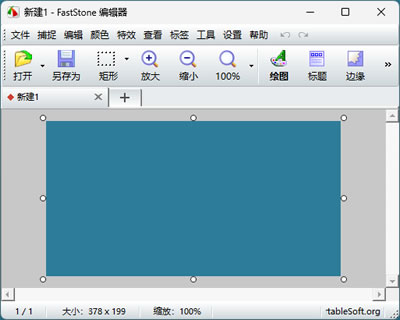 新建1 - FastStone 编辑器
文件 捕捉 编辑 颜色 特效 查看 标签 工具 设置 帮助
打开 另存为 矩形 放大 缩小 100% 绘图 标题 边缘 »
新建1
1 / 1 大小: 378 x 199 缩放: 100% tableSoft.org